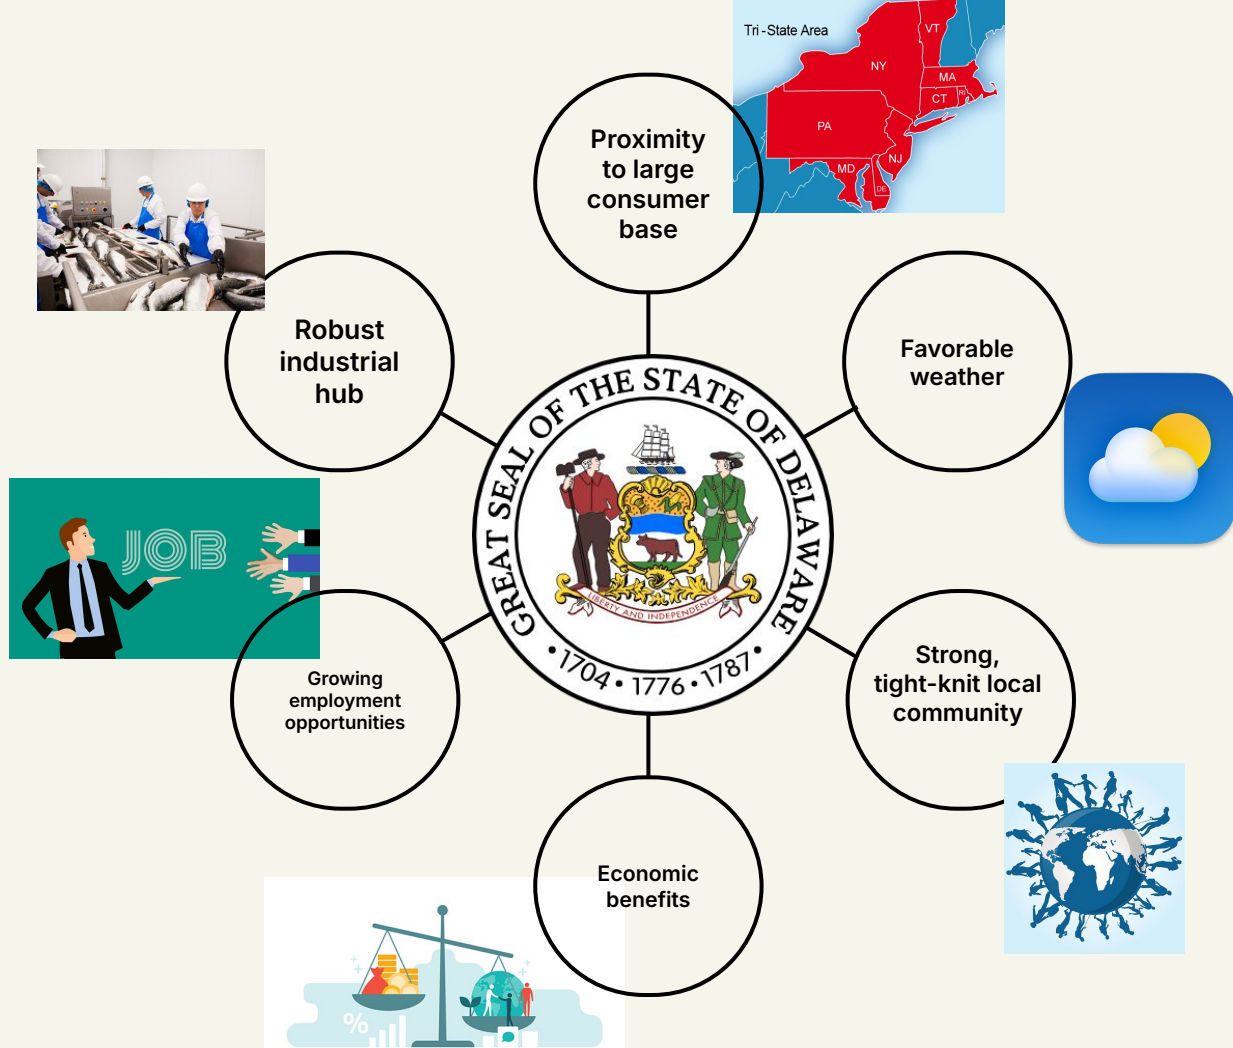 Tri-State Area
VT
NY
MA
CT
RI
PA
NJ
MD
DE
Proximity
to large
consumer
base
Robust
industrial
hub
Favorable
weather
GREAT SEAL OF THE STATE OF DELAWARE
LIBERTY AND INDEPENDENCE
• 1704 • 1776 • 1787 •
JOB
Growing
employment
opportunities
Strong,
tight-knit local
community
Economic
benefits
%